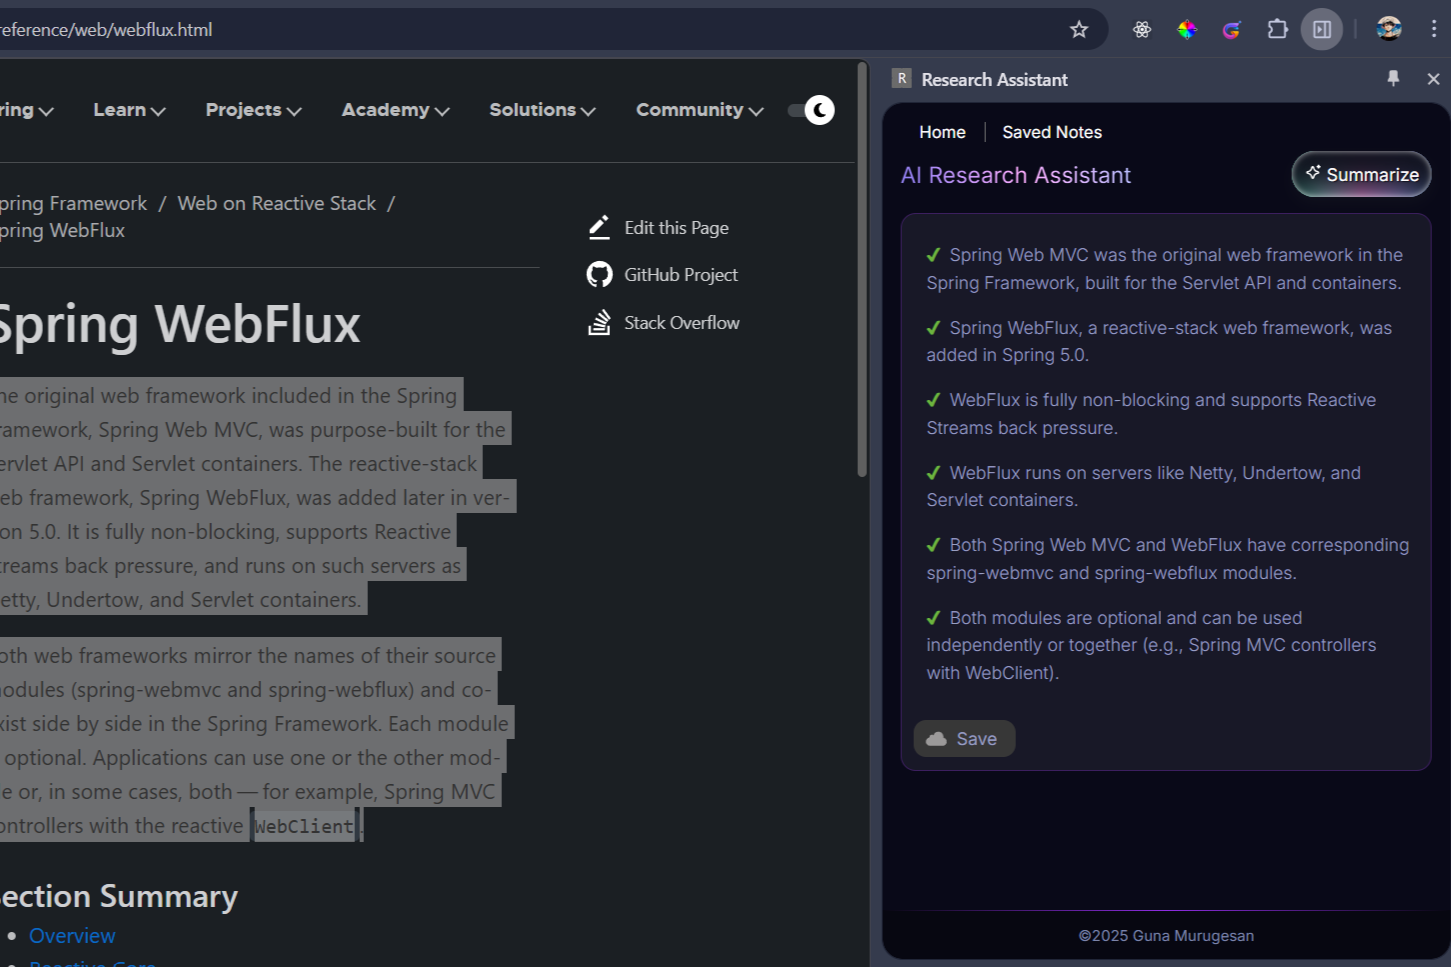 reference/web/webflux.html
ring
Learn
Projects
Academy
Solutions
Community
pring Framework / Web on Reactive Stack /
pring WebFlux
Edit this Page
GitHub Project
Stack Overflow
Spring WebFlux
he original web framework included in the Spring
ramework, Spring Web MVC, was purpose-built for the
ervlet API and Servlet containers. The reactive-stack
eb framework, Spring WebFlux, was added later in ver-
on 5.0. It is fully non-blocking, supports Reactive
treams back pressure, and runs on such servers as
etty, Undertow, and Servlet containers.
oth web frameworks mirror the names of their source
odules (spring-webmvc and spring-webflux) and co-
xist side by side in the Spring Framework. Each module
optional. Applications can use one or the other mod-
e or, in some cases, both — for example, Spring MVC
ontrollers with the reactive WebClient.
ection Summary
Overview
Reactive Core
R Research Assistant
Home | Saved Notes
AI Research Assistant
Summarize
✔ Spring Web MVC was the original web framework in the
Spring Framework, built for the Servlet API and containers.
✔ Spring WebFlux, a reactive-stack web framework, was
added in Spring 5.0.
✔ WebFlux is fully non-blocking and supports Reactive
Streams back pressure.
✔ WebFlux runs on servers like Netty, Undertow, and
Servlet containers.
✔ Both Spring Web MVC and WebFlux have corresponding
spring-webmvc and spring-webflux modules.
✔ Both modules are optional and can be used
independently or together (e.g., Spring MVC controllers
with WebClient).
Save
©2025 Guna Murugesan